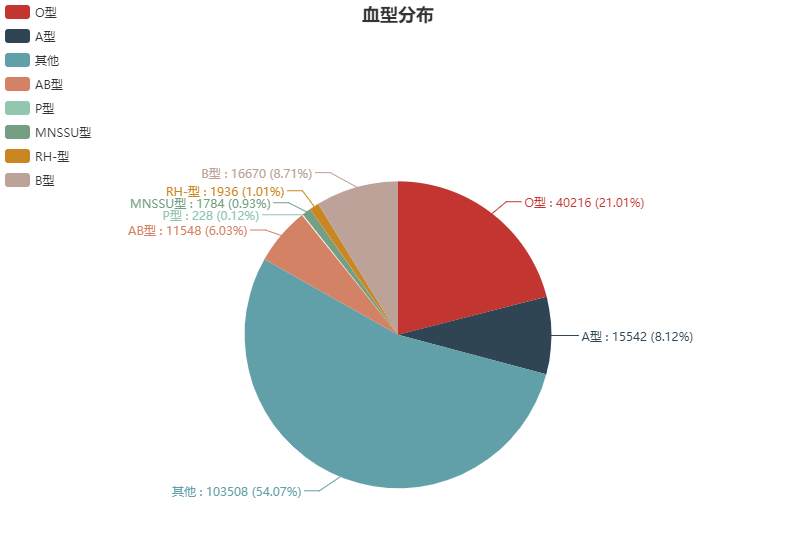 血型分布
O型
A型
其他
AB型
P型
MNSSU型
RH-型
B型
B型 : 16670 (8.71%)
RH-型 : 1936 (1.01%)
MNSSU型 : 1784 (0.93%)
P型 : 228 (0.12%)
AB型 : 11548 (6.03%)
O型 : 40216 (21.01%)
A型 : 15542 (8.12%)
其他 : 103508 (54.07%)